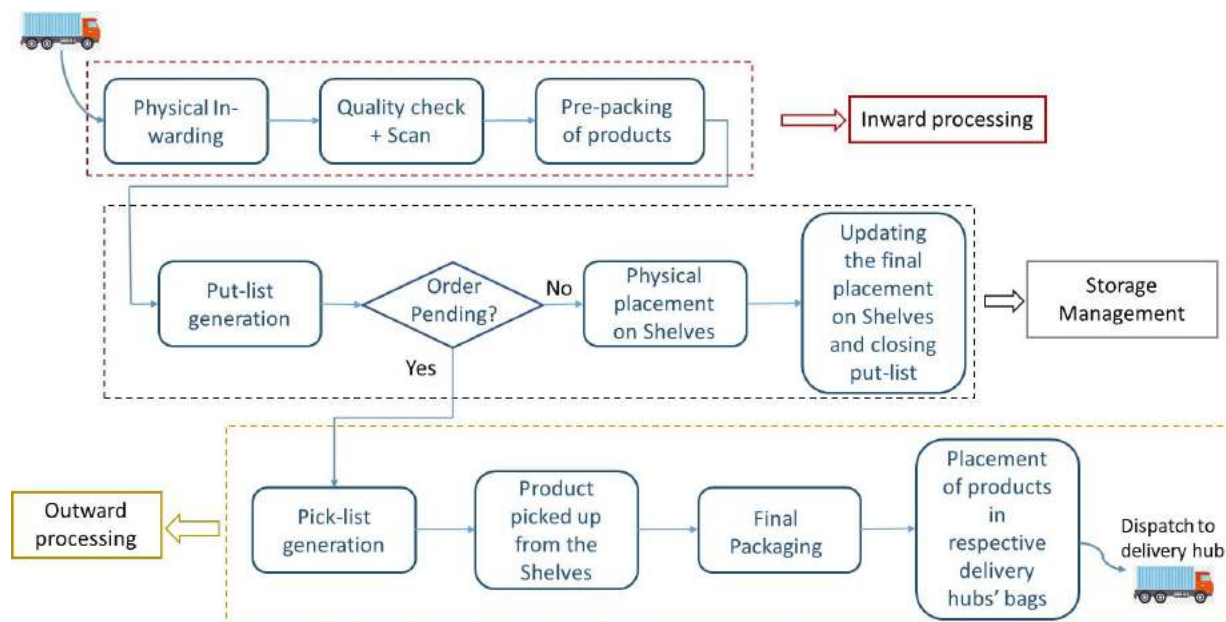 Physical In-
warding
Quality check
+ Scan
Pre-packing
of products
Inward processing
Put-list
generation
Order
Pending?
No
Yes
Physical
placement
on Shelves
Updating
the final
placement
on Shelves
and closing
put-list
Storage
Management
Outward
processing
Pick-list
generation
Product
picked up
from the
Shelves
Final
Packaging
Placement
of products
in
respective
delivery
hubs' bags
Dispatch to
delivery hub